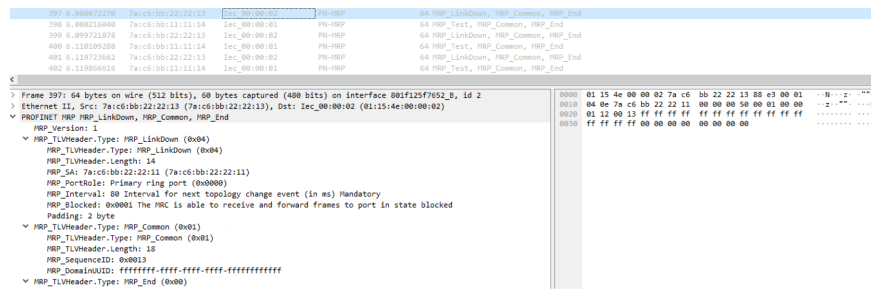 397 6.080072270 7a:c6:bb:22:22:13 Iec_00:00:02 PN-MRP 64 MRP_LinkDown, MRP_Common, MRP_End
398 6.080216040 7a:c6:bb:11:11:14 Iec_00:00:01 PN-MRP 64 MRP_Test, MRP_Common, MRP_End
399 6.099721878 7a:c6:bb:22:22:13 Iec_00:00:02 PN-MRP 64 MRP_LinkDown, MRP_Common, MRP_End
400 6.110109288 7a:c6:bb:11:11:14 Iec_00:00:01 PN-MRP 64 MRP_Test, MRP_Common, MRP_End
401 6.119723662 7a:c6:bb:22:22:13 Iec_00:00:02 PN-MRP 64 MRP_LinkDown, MRP_Common, MRP_End
402 6.119866616 7a:c6:bb:11:11:14 Iec_00:00:01 PN-MRP 64 MRP_Test, MRP_Common, MRP_End
Frame 397: 64 bytes on wire (512 bits), 60 bytes captured (480 bits) on interface 801f125f7652_B, id 2
Ethernet II, Src: 7a:c6:bb:22:22:13 (7a:c6:bb:22:22:13), Dst: Iec_00:00:02 (01:15:4e:00:00:02)
PROFINET MRP MRP_LinkDown, MRP_Common, MRP_End
MRP_Version: 1
MRP_TLVHeader.Type: MRP_LinkDown (0x04)
MRP_TLVHeader.Type: MRP_LinkDown (0x04)
MRP_TLVHeader.Length: 14
MRP_SA: 7a:c6:bb:22:22:11 (7a:c6:bb:22:22:11)
MRP_PortRole: Primary ring port (0x0000)
MRP_Interval: 80 Interval for next topology change event (in ms) Mandatory
MRP_Blocked: 0x0001 The MRC is able to receive and forward frames to port in state blocked
Padding: 2 byte
MRP_TLVHeader.Type: MRP_Common (0x01)
MRP_TLVHeader.Type: MRP_Common (0x01)
MRP_TLVHeader.Length: 18
MRP_SequenceID: 0x0013
MRP_DomainUUID: ffffffff-ffff-ffff-ffff-ffffffffffff
MRP_TLVHeader.Type: MRP_End (0x00)
0000 01 15 4e 00 00 02 7a c6 bb 22 22 13 88 e3 00 01 ··N···z· ·""
0010 04 0e 7a c6 bb 22 22 11 00 00 00 50 00 01 00 00 ··z··""· ···
0020 01 12 00 13 ff ff ff ff ff ff ff ff ff ff ff ff ········ ···
0030 ff ff ff ff 00 00 00 00 00 00 00 00 ········ ···